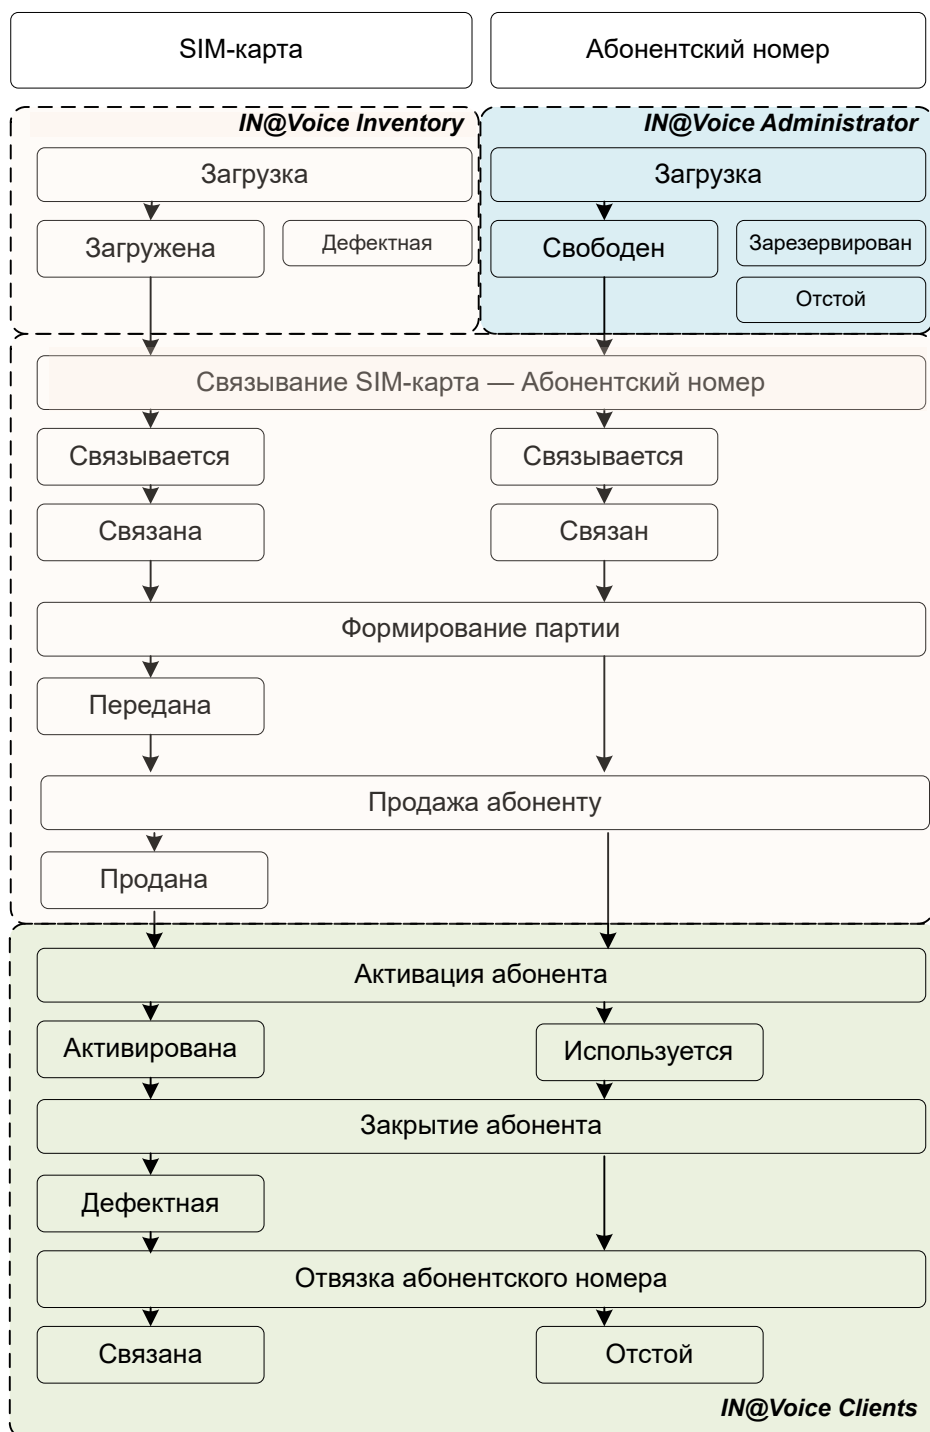 SIM-карта
Абонентский номер
IN@Voice Inventory
IN@Voice Administrator
Загрузка
Загрузка
Загружена
Дефектная
Свободен
Зарезервирован
Отстой
Связывание SIM-карта — Абонентский номер
Связывается
Связывается
Связана
Связан
Формирование партии
Передана
Продажа абоненту
Продана
Активация абонента
Активирована
Используется
Закрытие абонента
Дефектная
Отвязка абонентского номера
Связана
Отстой
IN@Voice Clients